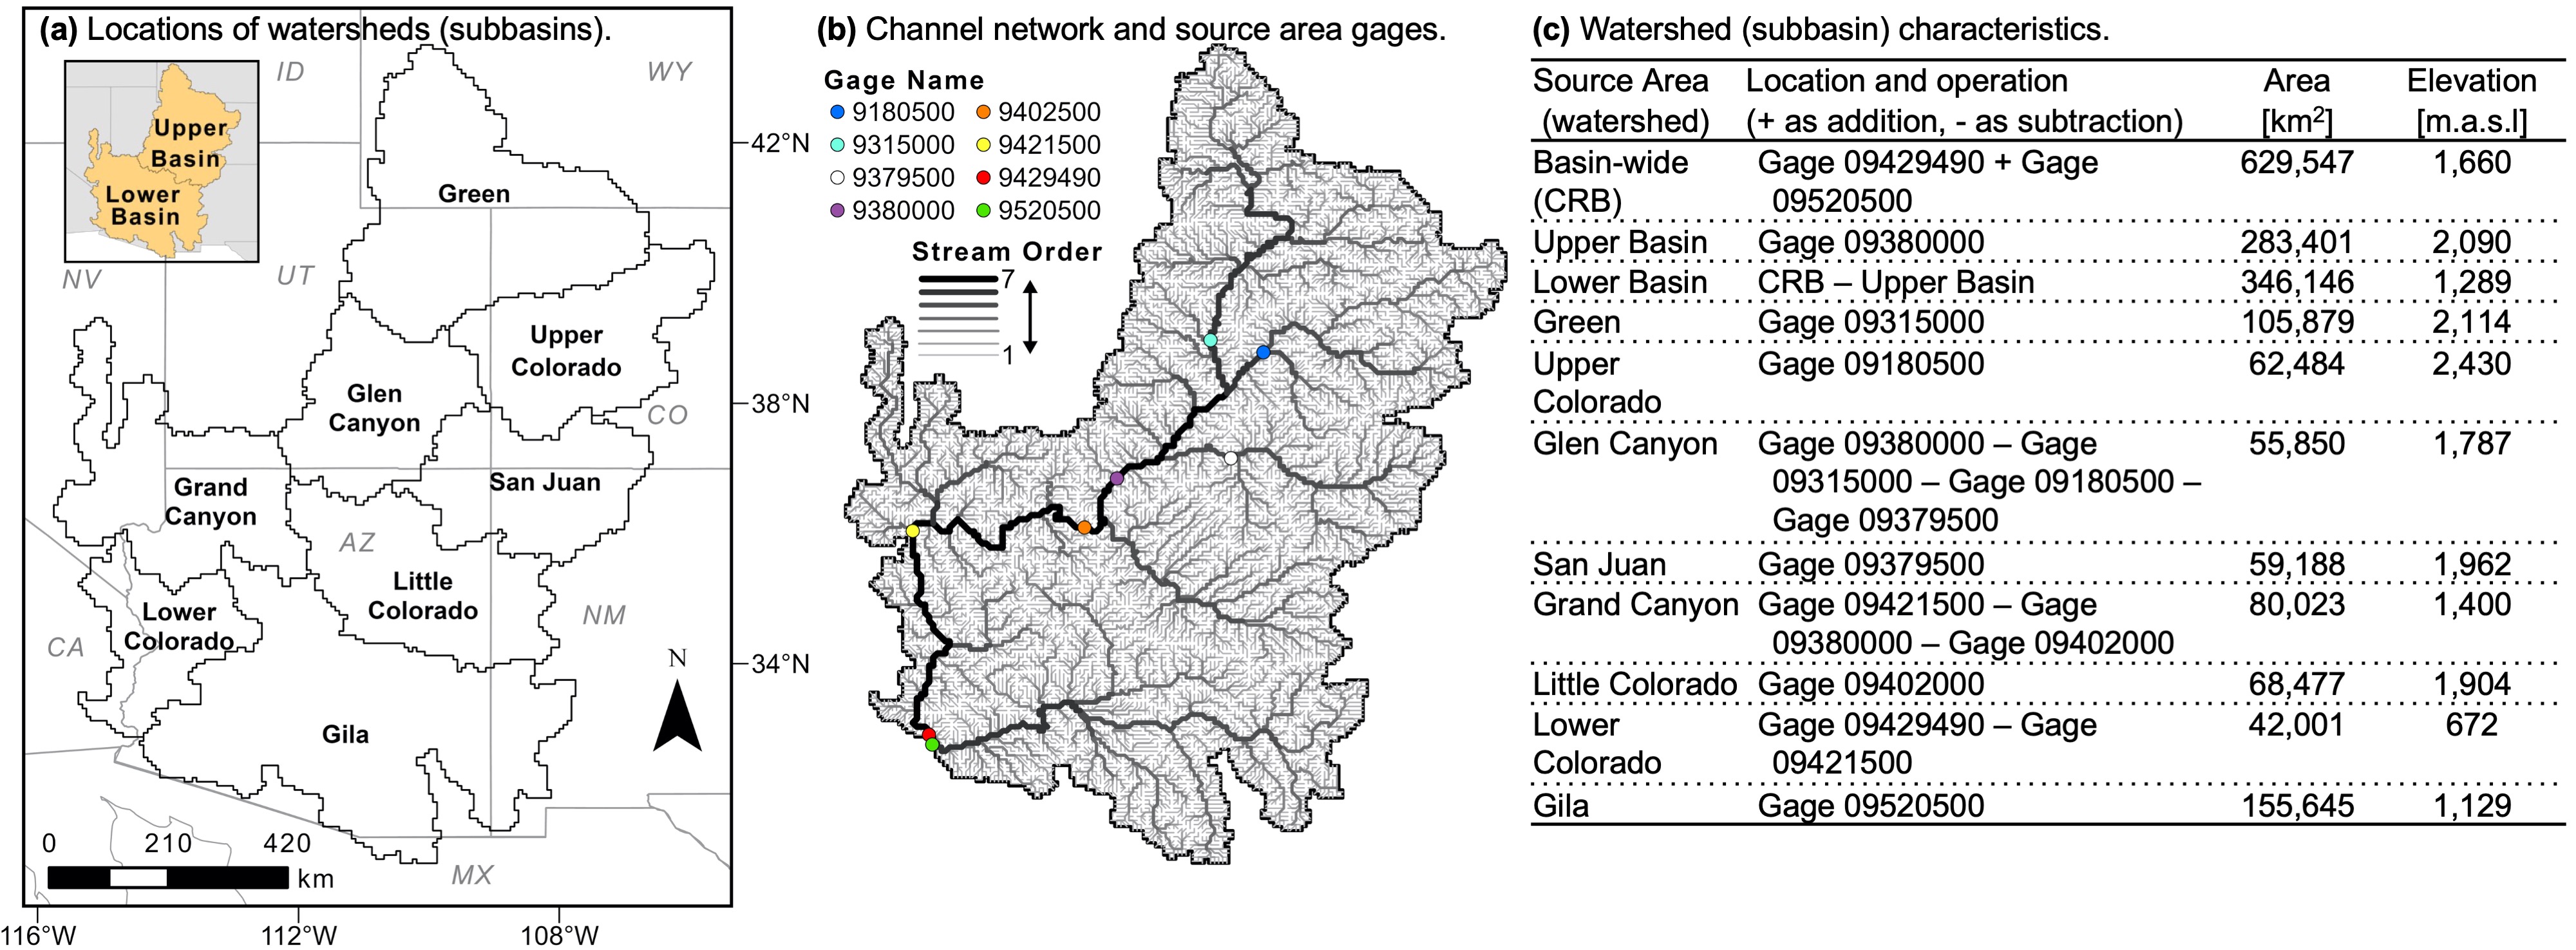 (a) Locations of watersheds (subbasins).
ID
WY
Upper
Basin
Lower
Basin
42°N
Green
NV
UT
Upper
Colorado
Glen
Canyon
CO
38°N
San Juan
Grand
Canyon
AZ
Little
Colorado
Lower
Colorado
NM
CA
34°N
N
Gila
0 210 420
km
MX
116°W 112°W 108°W
(b) Channel network and source area gages.
Gage Name
9180500 9402500
9315000 9421500
9379500 9429490
9380000 9520500
Stream Order
7
1
(c) Watershed (subbasin) characteristics.
Source Area Location and operation Area Elevation
(watershed) (+ as addition, - as subtraction) [km2] [m.a.s.l]
Basin-wide Gage 09429490 + Gage 629,547 1,660
(CRB) 09520500
Upper Basin Gage 09380000 283,401 2,090
Lower Basin CRB – Upper Basin 346,146 1,289
Green Gage 09315000 105,879 2,114
Upper Gage 09180500 62,484 2,430
Colorado
Glen Canyon Gage 09380000 – Gage 55,850 1,787
09315000 – Gage 09180500 –
Gage 09379500
San Juan Gage 09379500 59,188 1,962
Grand Canyon Gage 09421500 – Gage 80,023 1,400
09380000 – Gage 09402000
Little Colorado Gage 09402000 68,477 1,904
Lower Gage 09429490 – Gage 42,001 672
Colorado 09421500
Gila Gage 09520500 155,645 1,129